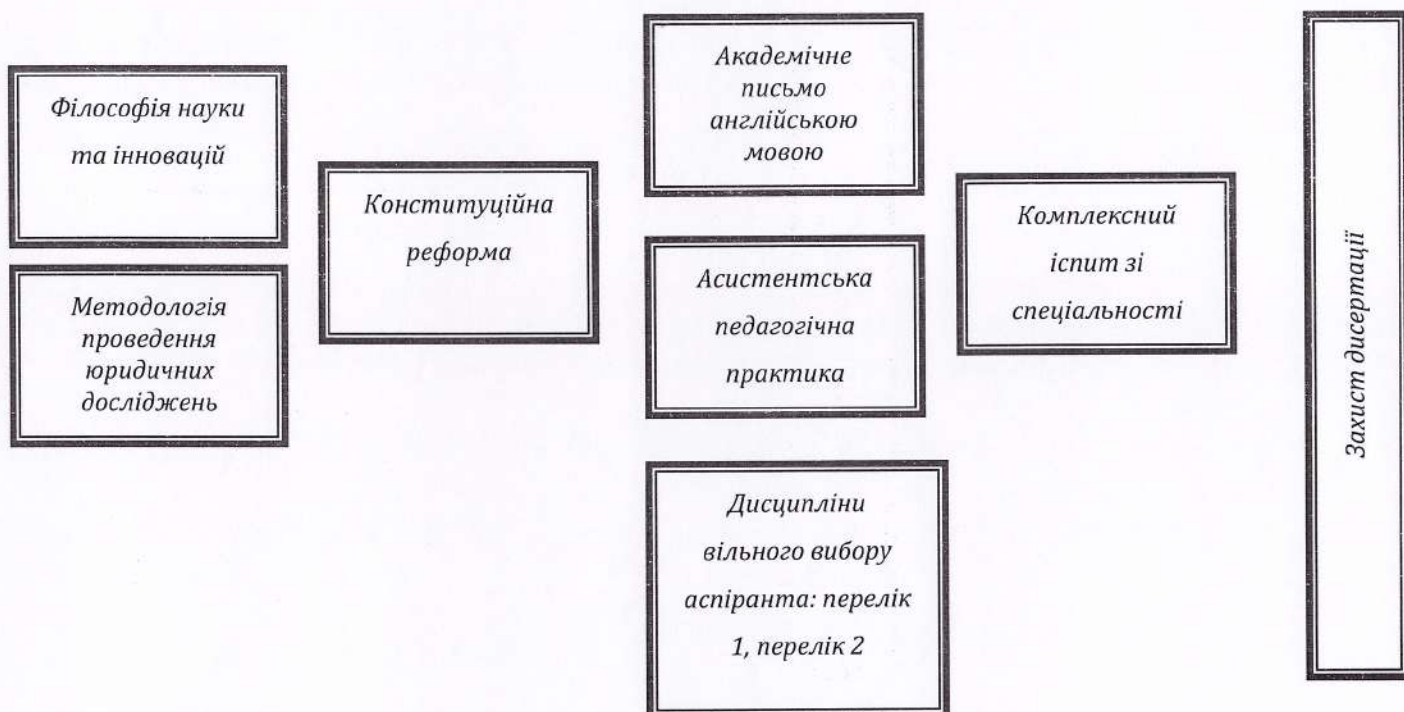 Філософія науки
та інновацій
Методологія
проведення
юридичних
досліджень
Конституційна
реформа
Академічне
письмо
англійською
мовою
Асистентська
педагогічна
практика
Дисципліни
вільного вибору
аспіранта: перелік
1, перелік 2
Комплексний
іспит зі
спеціальності
Захист дисертації